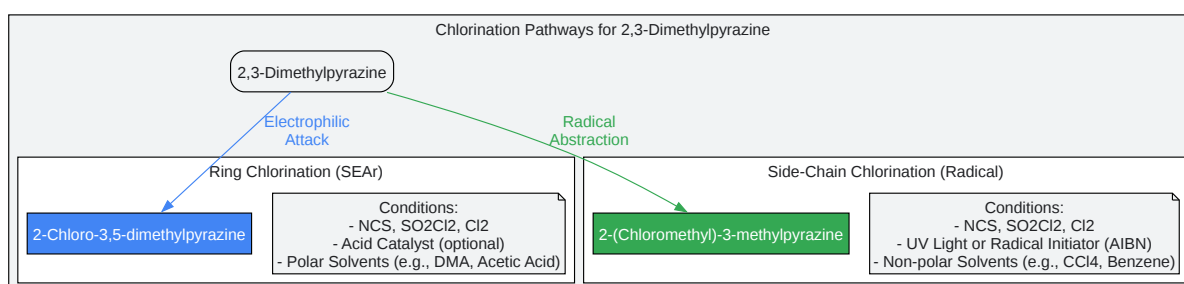 Chlorination Pathways for 2,3-Dimethylpyrazine
2,3-Dimethylpyrazine
Electrophilic
Attack
Radical
Abstraction
Ring Chlorination (SEAr)
2-Chloro-3,5-dimethylpyrazine
Conditions:
- NCS, SO2Cl2, Cl2
- Acid Catalyst (optional)
- Polar Solvents (e.g., DMA, Acetic Acid)
Side-Chain Chlorination (Radical)
2-(Chloromethyl)-3-methylpyrazine
Conditions:
- NCS, SO2Cl2, Cl2
- UV Light or Radical Initiator (AIBN)
- Non-polar Solvents (e.g., CCl4, Benzene)